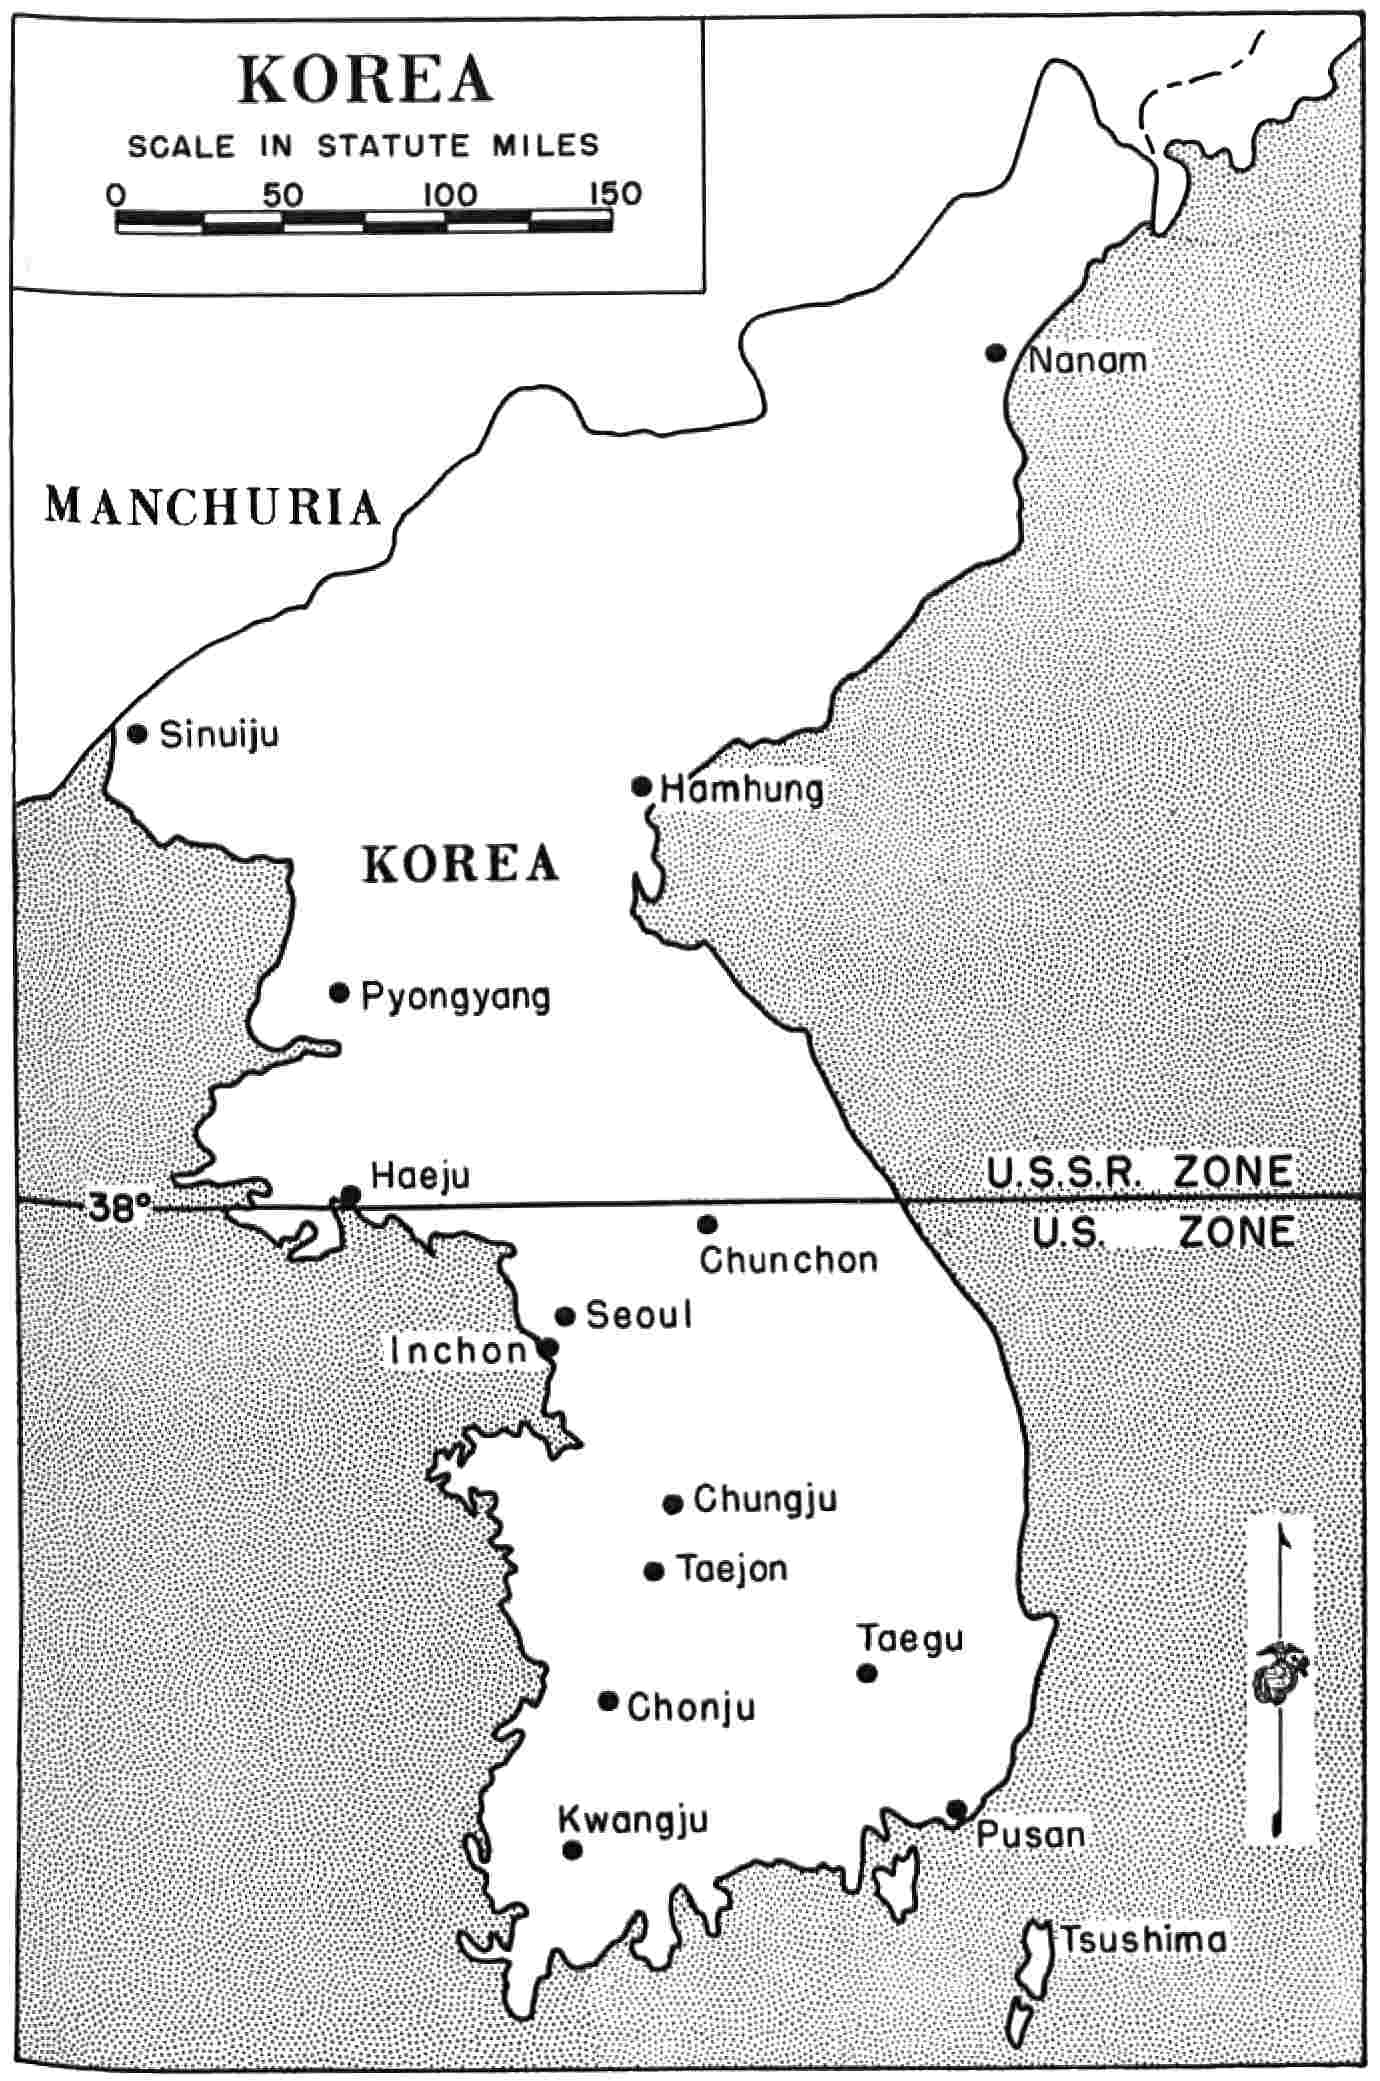 KOREA
SCALE IN STATUTE MILES
0 50 100 150
Nanam
MANCHURIA
Sinuiju
Hamhung
KOREA
Pyongyang
Haeju
U.S.S.R. ZONE
38°
U.S. ZONE
Chunchon
Seoul
Inchon
Chungju
Taejon
Taegu
Chonju
Kwangju
Pusan
Tsushima